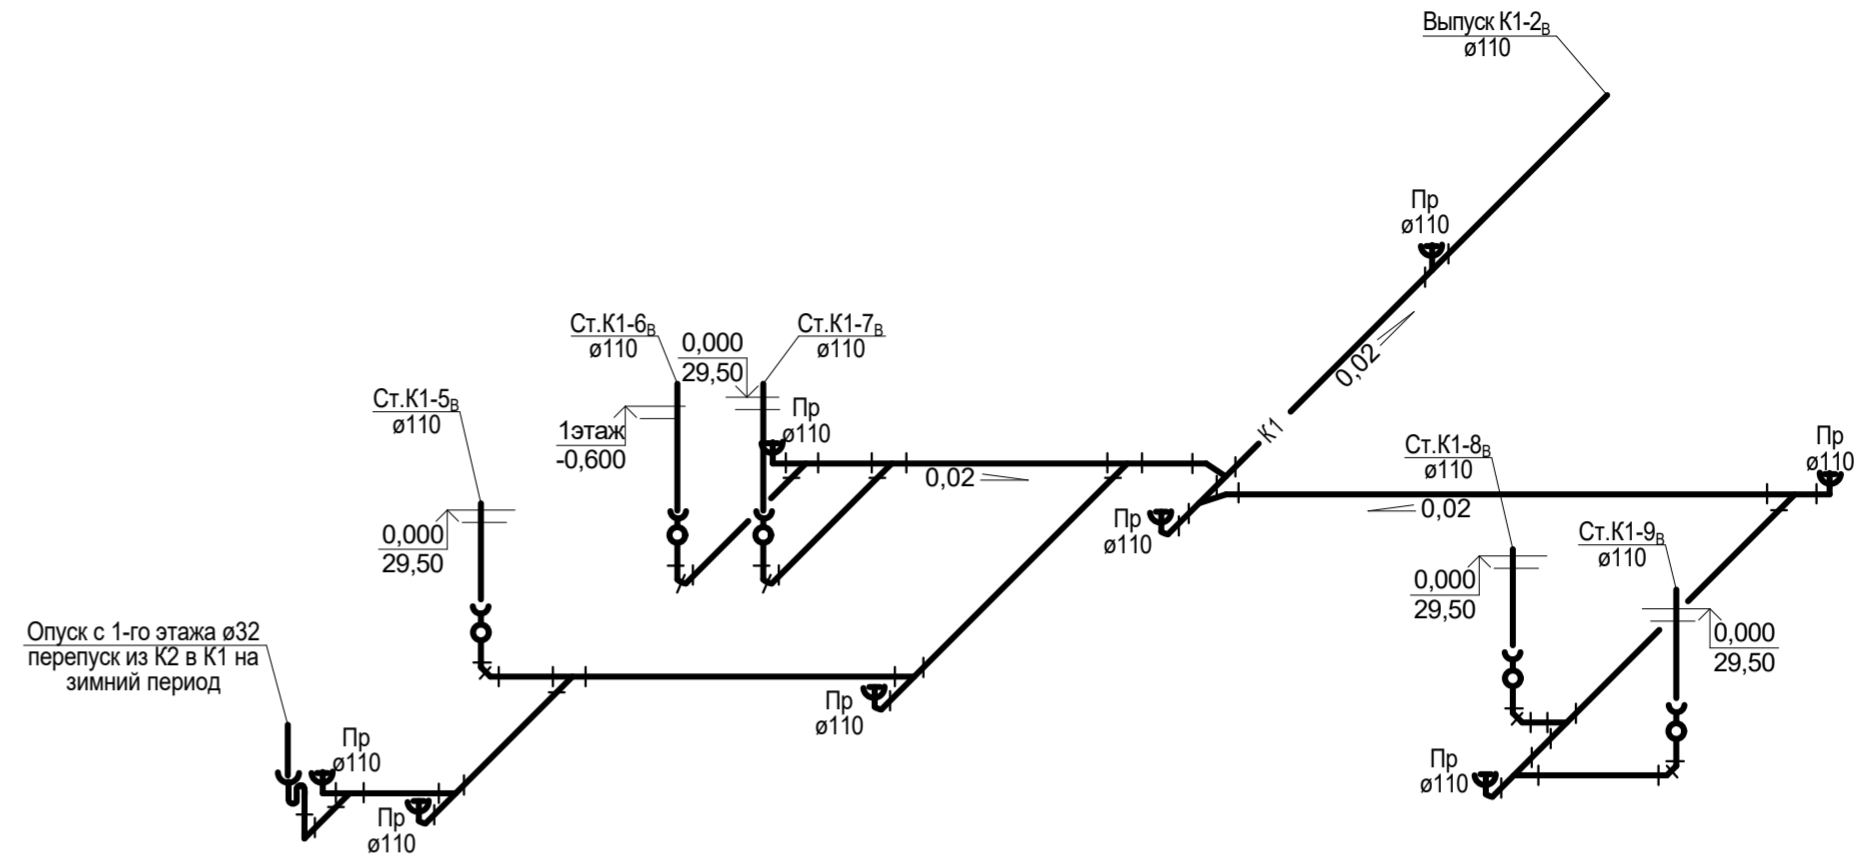 Выпуск К1-2в
ø110
Пр
ø110
0,02
К1
Ст.К1-6в
ø110
0,000
29,50
Ст.К1-7в
ø110
1этаж
-0,600
Пр
ø110
Ст.К1-5в
ø110
0,000
29,50
0,02
Пр
ø110
Ст.К1-8в
ø110
Пр
ø110
0,02
Ст.К1-9в
ø110
0,000
29,50
0,000
29,50
Опуск с 1-го этажа ø32
перепуск из К2 в К1 на
зимний период
Пр
ø110
Пр
ø110
Пр
ø110
Пр
ø110